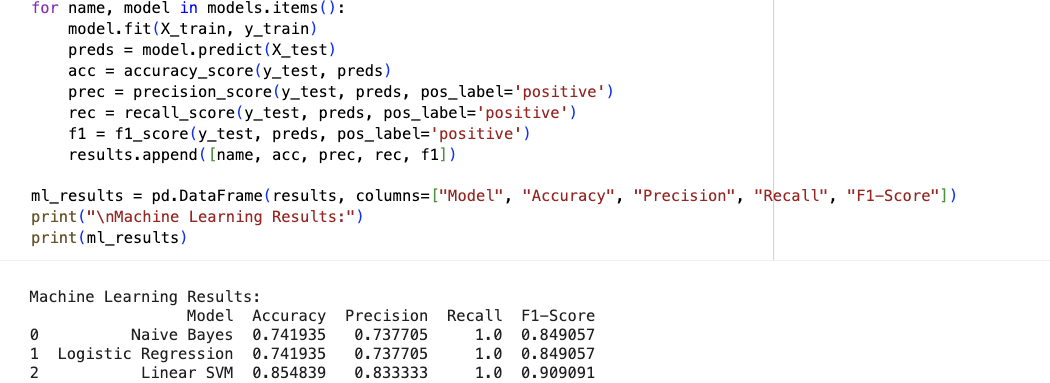 for name, model in models.items():
    model.fit(X_train, y_train)
    preds = model.predict(X_test)
    acc = accuracy_score(y_test, preds)
    prec = precision_score(y_test, preds, pos_label='positive')
    rec = recall_score(y_test, preds, pos_label='positive')
    f1 = f1_score(y_test, preds, pos_label='positive')
    results.append([name, acc, prec, rec, f1])

ml_results = pd.DataFrame(results, columns=["Model", "Accuracy", "Precision", "Recall", "F1-Score"])
print("\nMachine Learning Results:")
print(ml_results)

Machine Learning Results:
                 Model  Accuracy  Precision  Recall  F1-Score
0          Naive Bayes  0.741935   0.737705     1.0  0.849057
1  Logistic Regression  0.741935   0.737705     1.0  0.849057
2           Linear SVM  0.854839   0.833333     1.0  0.909091